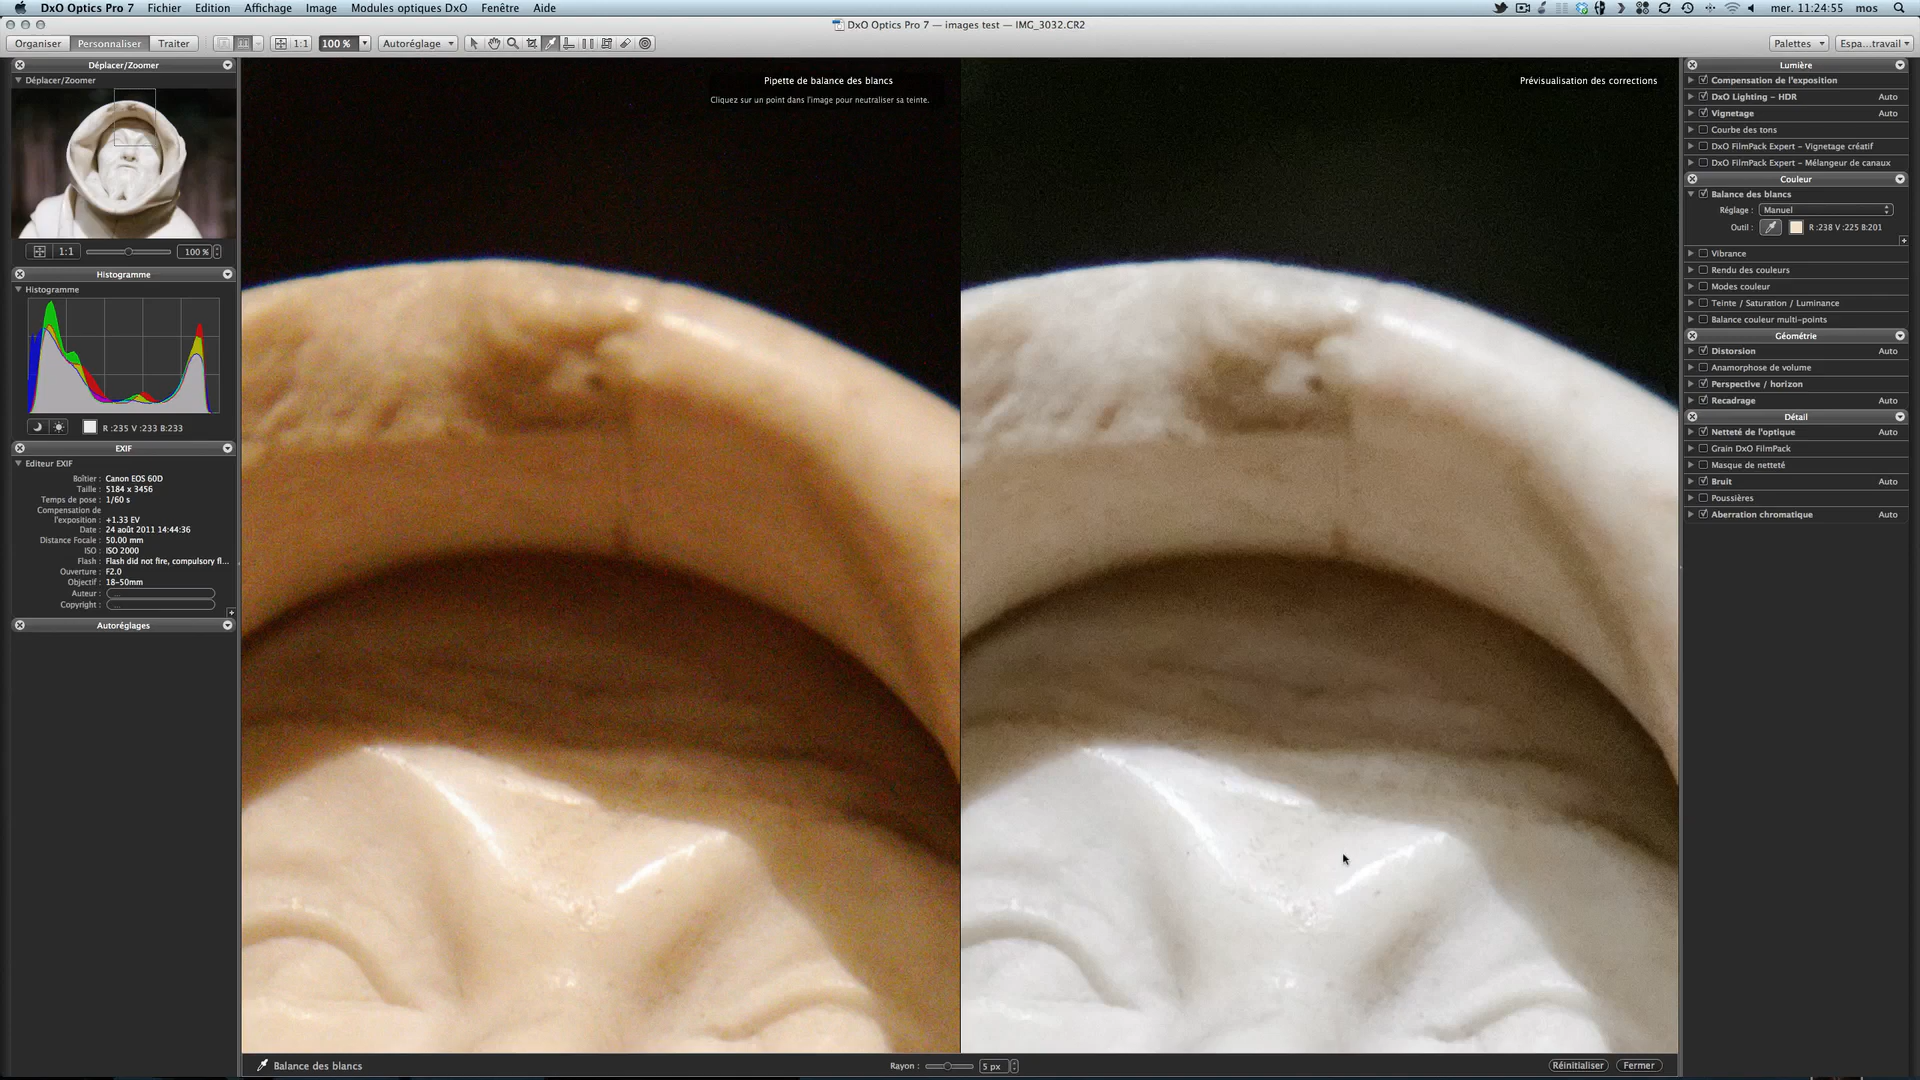 DxO Optics Pro 7 Fichier Edition Affichage Image Modules optiques DxO Fenêtre Aide
mer. 11:24:55 mos
DxO Optics Pro 7 — images test — IMG_3032.CR2
Organiser Personnaliser Traiter
1:1 100 % Autoréglage
Palettes Espa...travail
Déplacer/Zoomer
Déplacer/Zoomer
1:1 100 %
Histogramme
Histogramme
R :235 V :233 B:233
EXIF
Editeur EXIF
Boîtier : Canon EOS 60D
Taille : 5184 x 3456
Temps de pose : 1/60 s
Compensation de
l'exposition : +1.33 EV
Date : 24 août 2011 14:44:36
Distance Focale : 50.00 mm
ISO : ISO 2000
Flash : Flash did not fire, compulsory fl...
Ouverture : F2.0
Objectif : 18-50mm
Auteur : ...
Copyright : ...
Autoréglages
Pipette de balance des blancs
Cliquez sur un point dans l'image pour neutraliser sa teinte.
Prévisualisation des corrections
Balance des blancs
Rayon : 5 px
Réinitialiser Fermer
Lumière
Compensation de l'exposition
DxO Lighting - HDR Auto
Vignetage Auto
Courbe des tons
DxO FilmPack Expert - Vignetage créatif
DxO FilmPack Expert - Mélangeur de canaux
Couleur
Balance des blancs
Réglage : Manuel
Outil : R :238 V :225 B:201
Vibrance
Rendu des couleurs
Modes couleur
Teinte / Saturation / Luminance
Balance couleur multi-points
Géométrie
Distorsion Auto
Anamorphose de volume
Perspective / horizon
Recadrage Auto
Détail
Netteté de l'optique Auto
Grain DxO FilmPack
Masque de netteté
Bruit Auto
Poussières
Aberration chromatique Auto